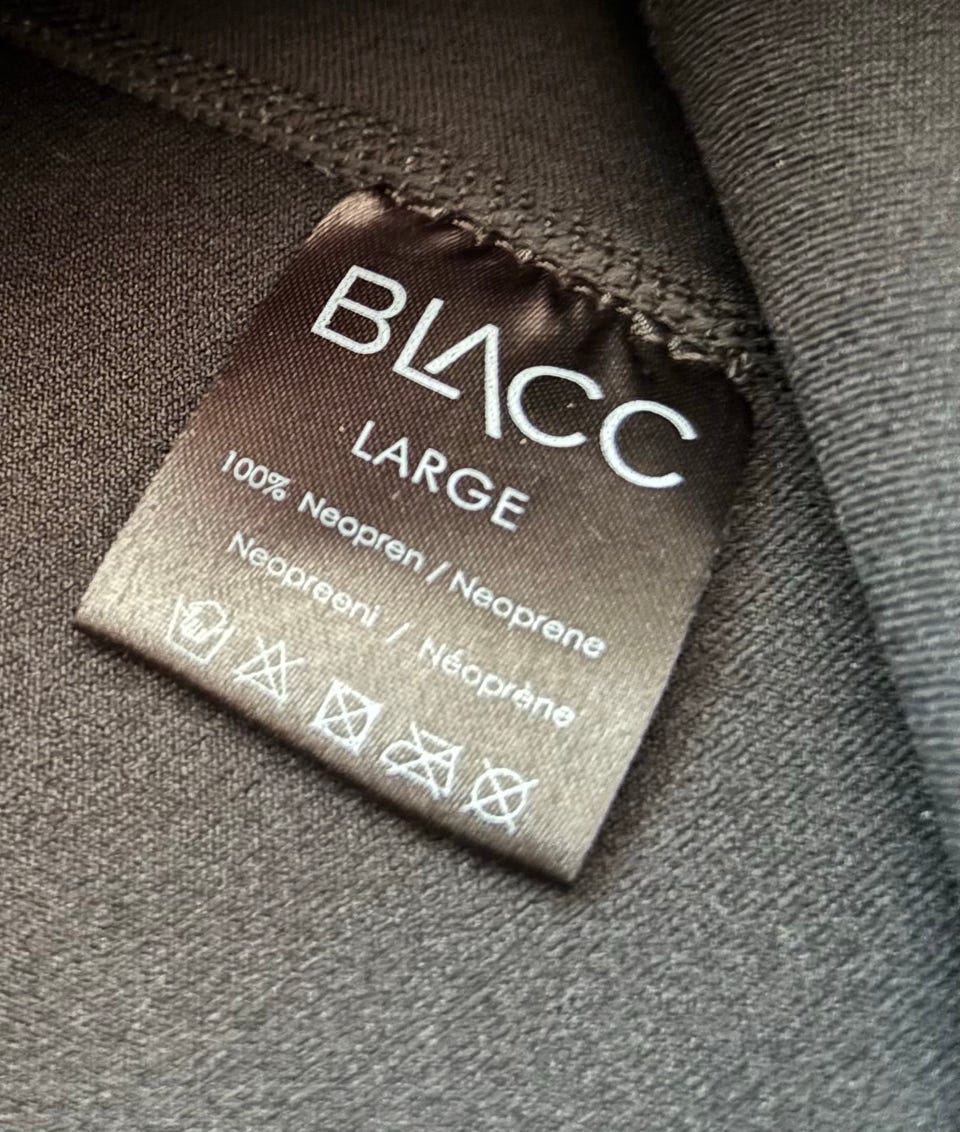 BLACC
LARGE
100% Neopren / Neoprene
Neopreeni / Néoprène